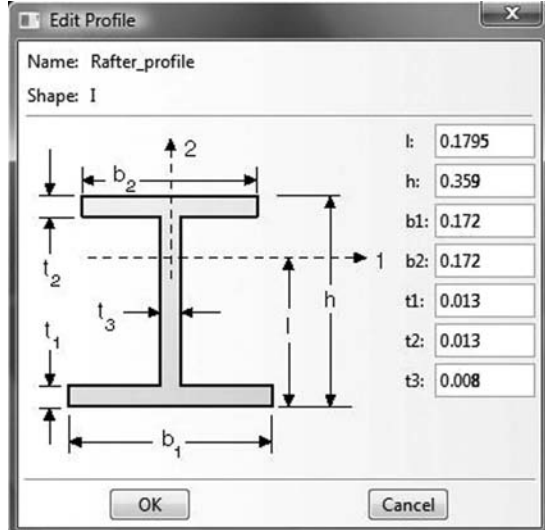 Edit Profile
X
Name: Rafter_profile
Shape: I
2
b2
t2
1
t3
h
l
t1
b1
l: 0.1795
h: 0.359
b1: 0.172
b2: 0.172
t1: 0.013
t2: 0.013
t3: 0.008
OK
Cancel